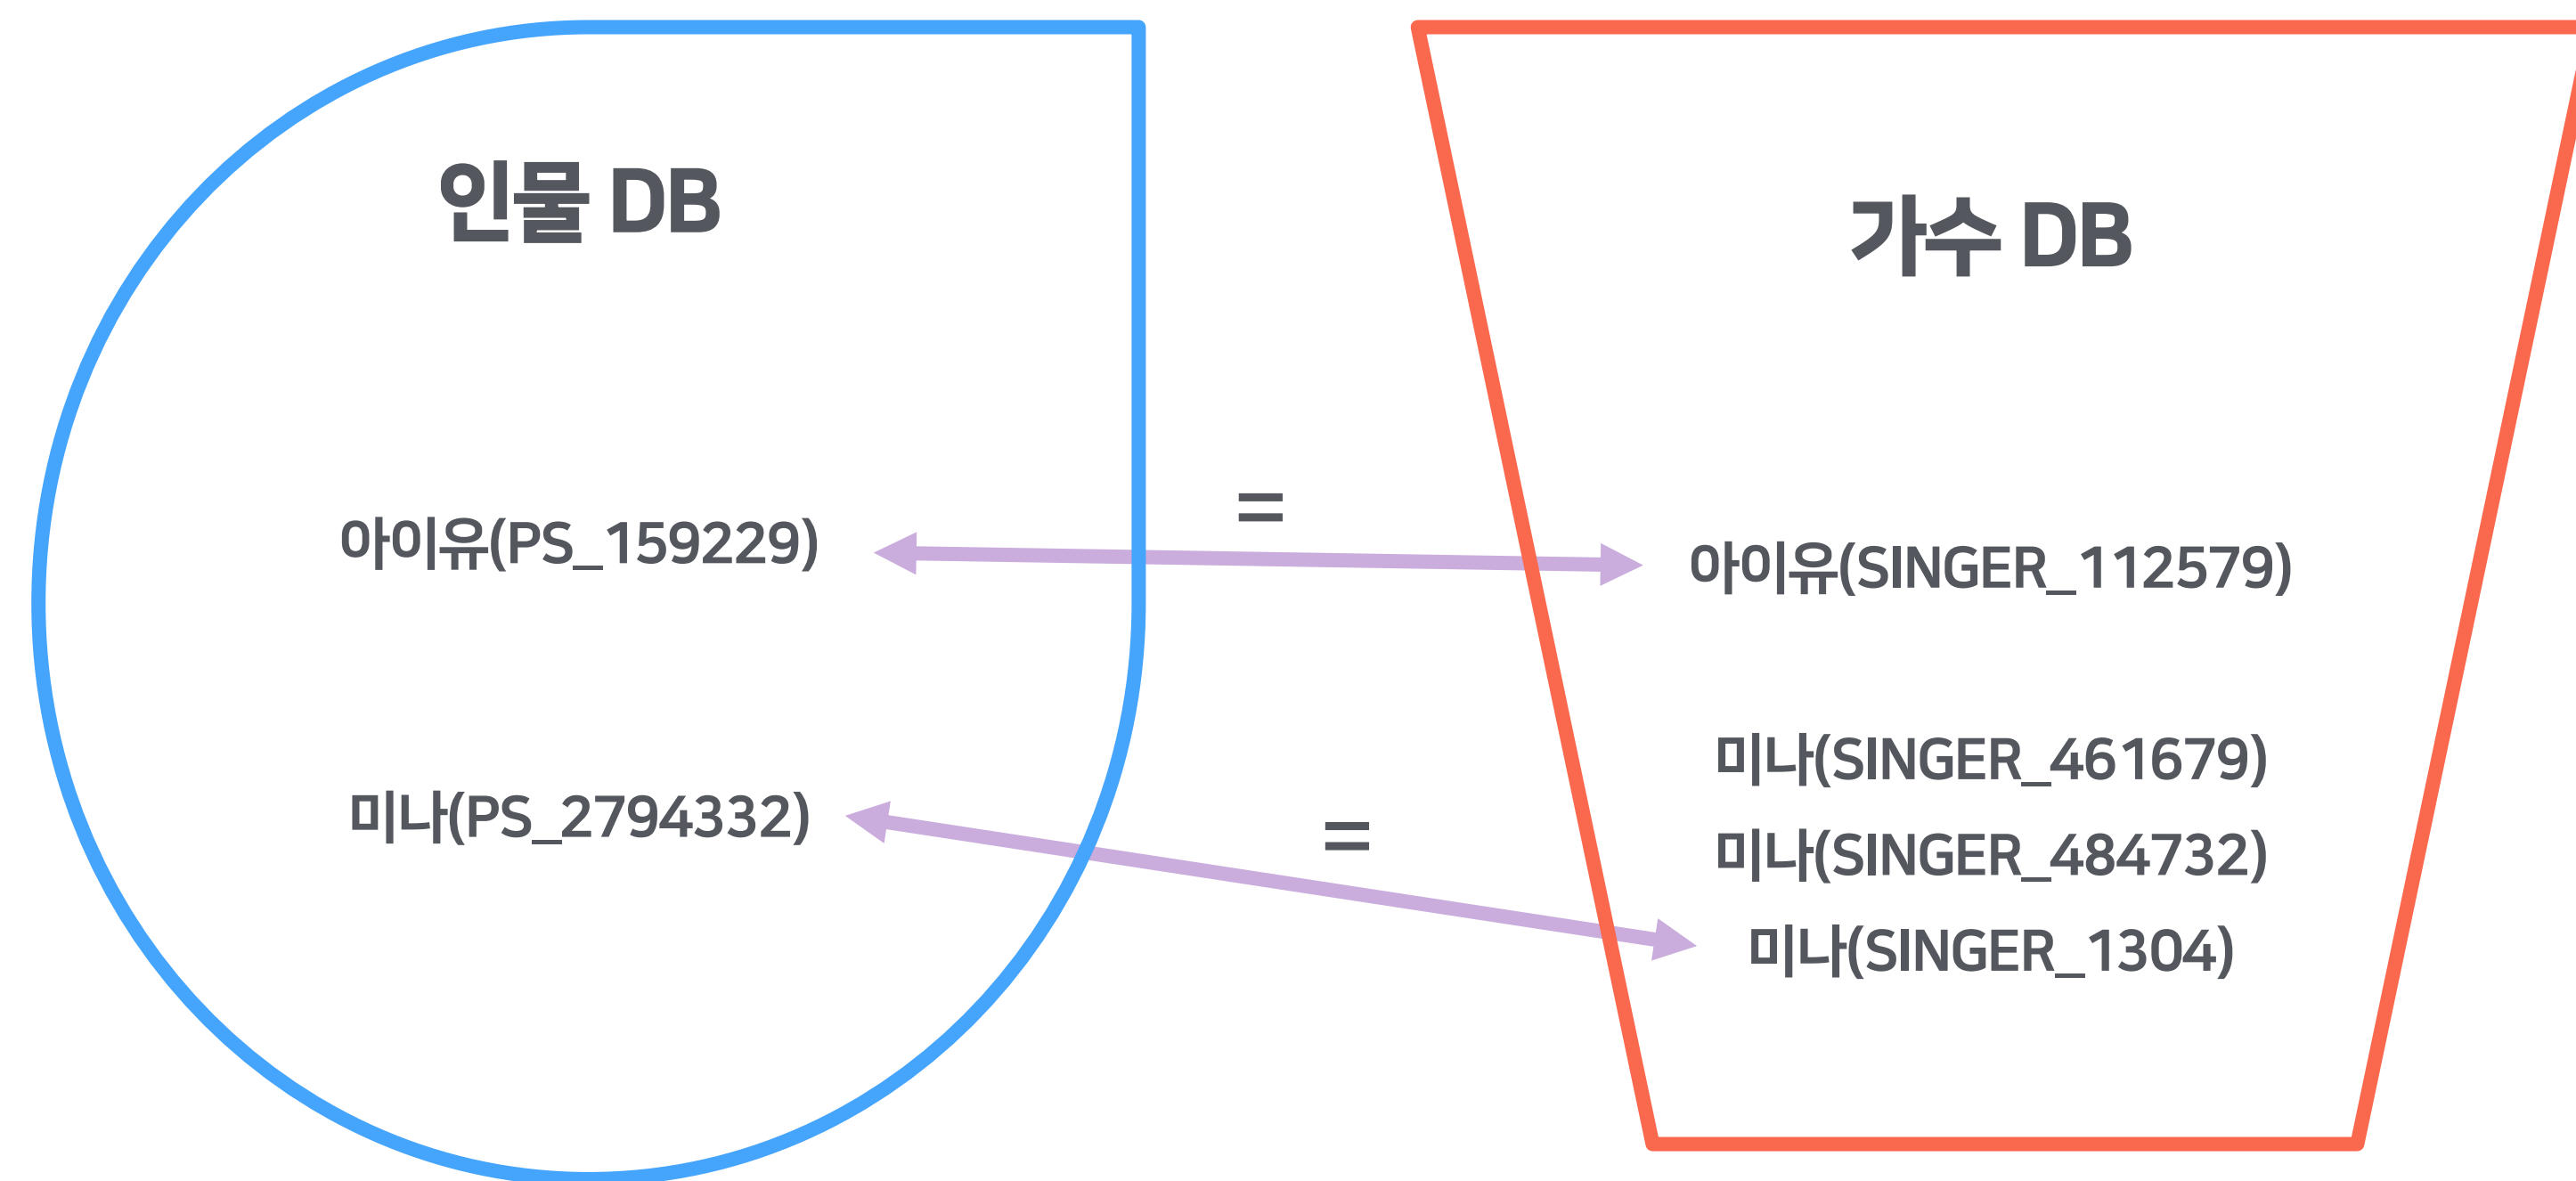 인물 DB
가수 DB
아이유(PS_159229)
=
아이유(SINGER_112579)
미나(SINGER_461679)
미나(PS_2794332)
=
미나(SINGER_484732)
미나(SINGER_1304)